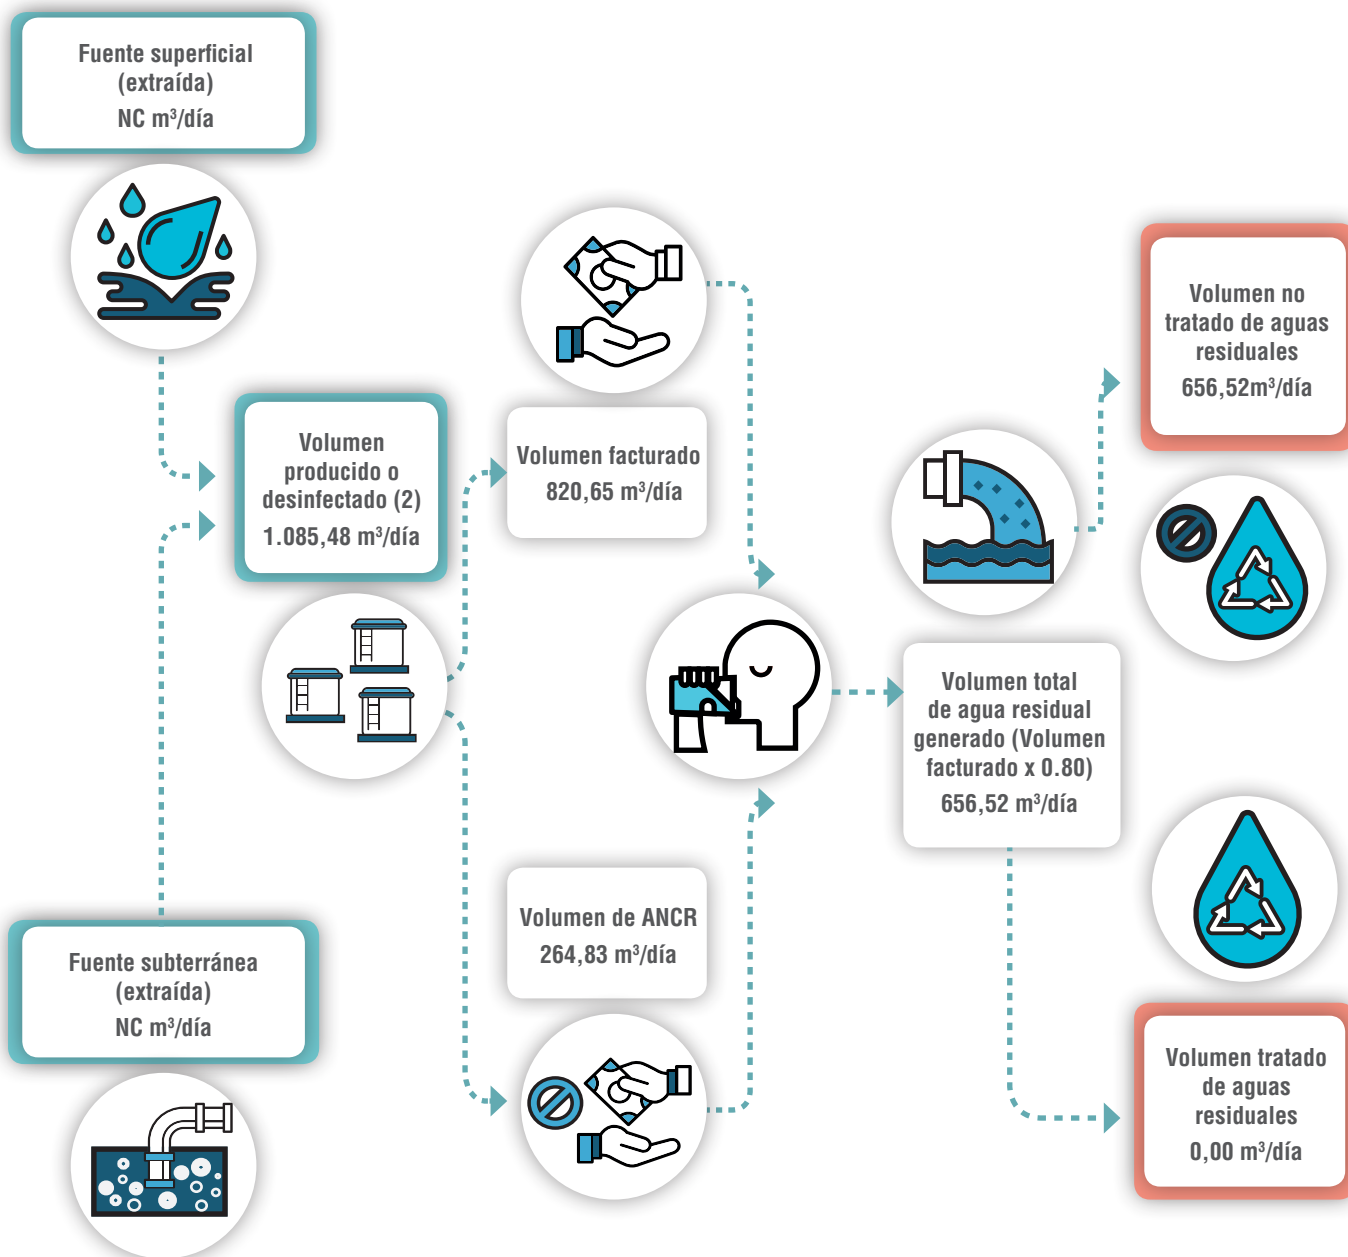 Fuente superficial
(extraída)
NC m³/día
Volumen
producido o
desinfectado (2)
1.085,48 m³/día
Fuente subterránea
(extraída)
NC m³/día
Volumen facturado
820,65 m³/día
Volumen de ANCR
264,83 m³/día
Volumen total
de agua residual
generado (Volumen
facturado x 0.80)
656,52 m³/día
Volumen no
tratado de aguas
residuales
656,52m³/día
Volumen tratado
de aguas
residuales
0,00 m³/día